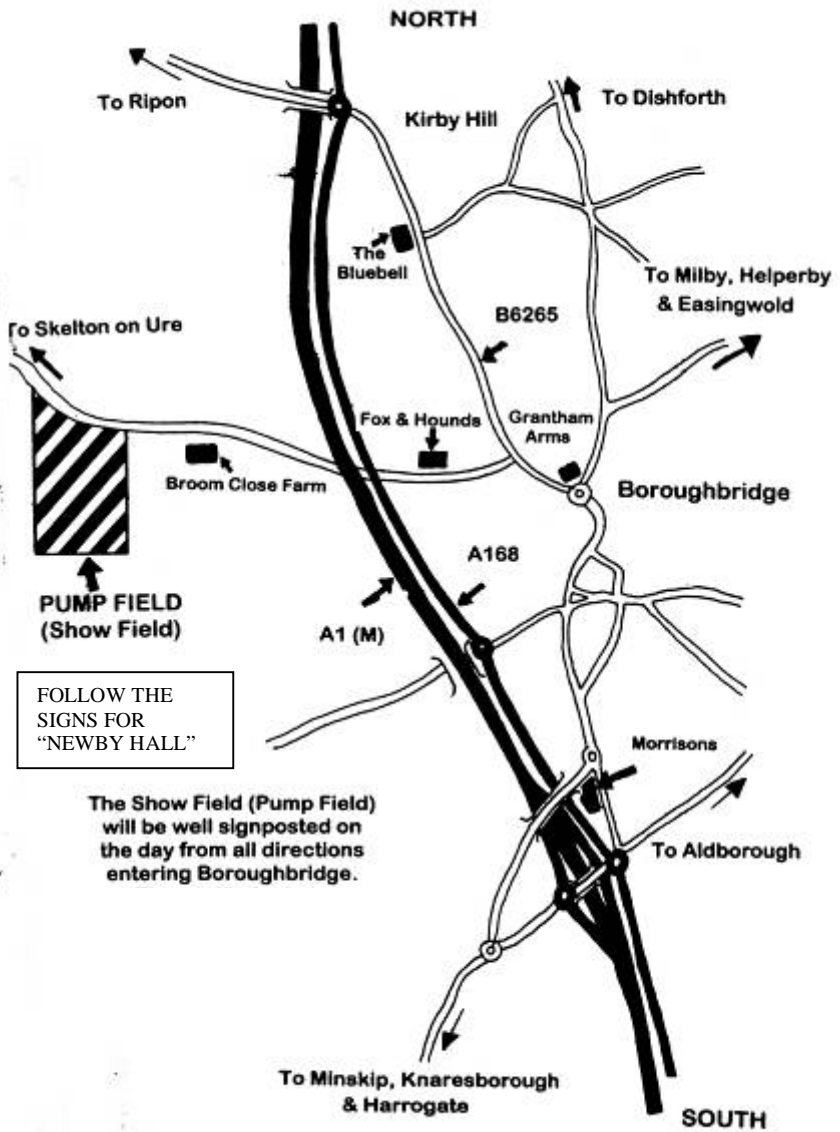 NORTH
To Ripon
Kirby Hill
To Dishforth
The
Bluebell
To Milby, Helperby
& Easingwold
B6265
To Skelton on Ure
Fox & Hounds
Grantham
Arms
Broom Close Farm
Boroughbridge
A168
PUMP FIELD
(Show Field)
A1 (M)
FOLLOW THE
SIGNS FOR
“NEWBY HALL”
Morrisons
The Show Field (Pump Field)
will be well signposted on
the day from all directions
entering Boroughbridge.
To Aldborough
To Minskip, Knaresborough
& Harrogate
SOUTH